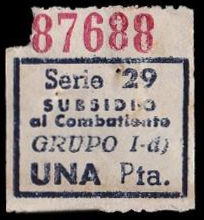 87688
Serie 29
SUBSIDIO
al Combatiente
GRUPO I-d)
UNA Pta.